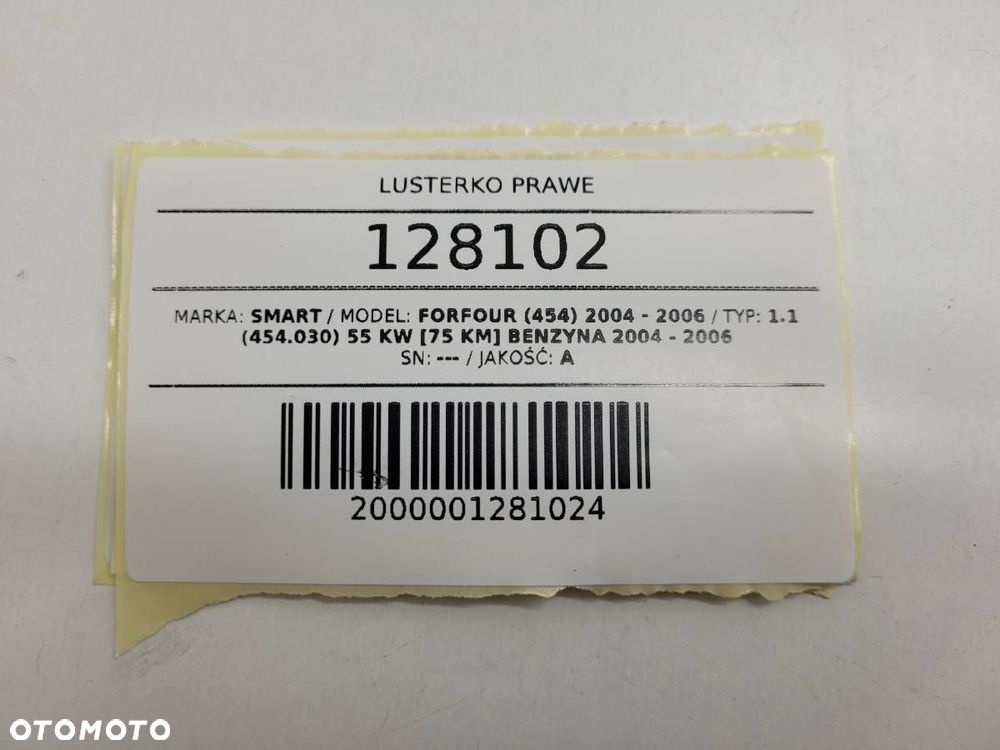 LUSTERKO PRAWE
128102
MARKA: SMART / MODEL: FORFOUR (454) 2004 - 2006 / TYP: 1.1
(454.030) 55 KW [75 KM] BENZYNA 2004 - 2006
SN: --- / JAKOŚĆ: A
2000001281024
OTOMOTO